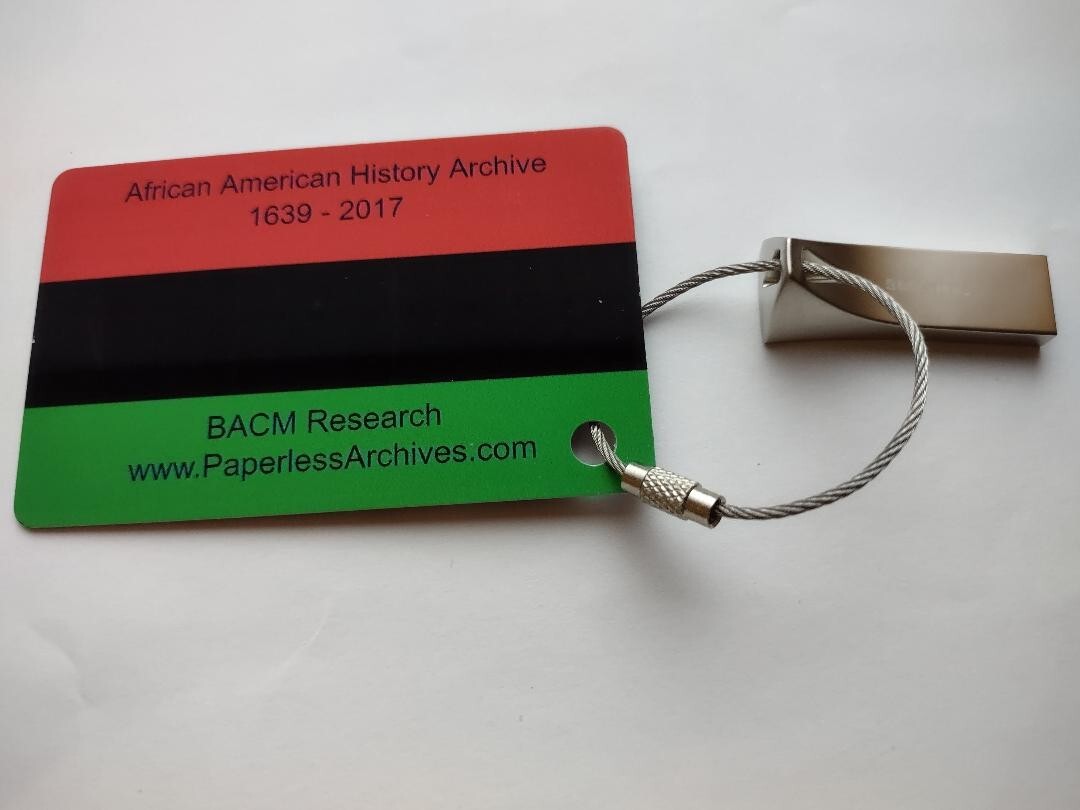 African American History Archive
1639 - 2017
BACM Research
www.PaperlessArchives.com